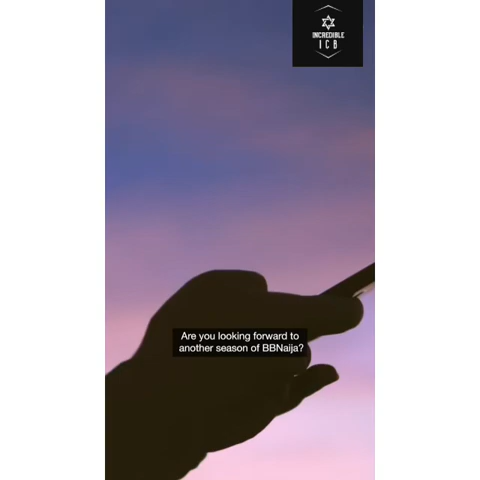 INCREDIBLE
ICB
Are you looking forward to
another season of BBNaija?